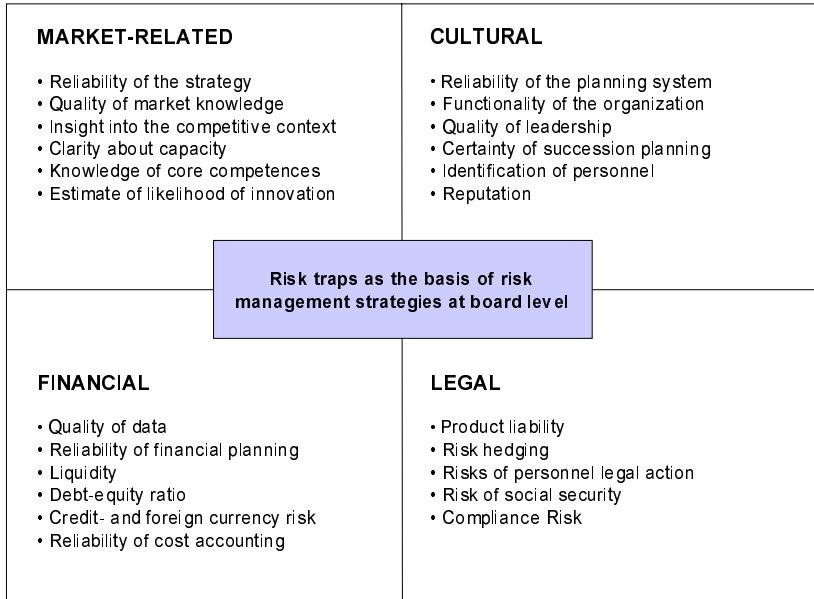 MARKET-RELATED
• Reliability of the strategy
• Quality of market knowledge
• Insight into the competitive context
• Clarity about capacity
• Knowledge of core competences
• Estimate of likelihood of innovation
CULTURAL
• Reliability of the planning system
• Functionality of the organization
• Quality of leadership
• Certainty of succession planning
• Identification of personnel
• Reputation
Risk traps as the basis of risk
management strategies at board level
FINANCIAL
• Quality of data
• Reliability of financial planning
• Liquidity
• Debt-equity ratio
• Credit- and foreign currency risk
• Reliability of cost accounting
LEGAL
• Product liability
• Risk hedging
• Risks of personnel legal action
• Risk of social security
• Compliance Risk